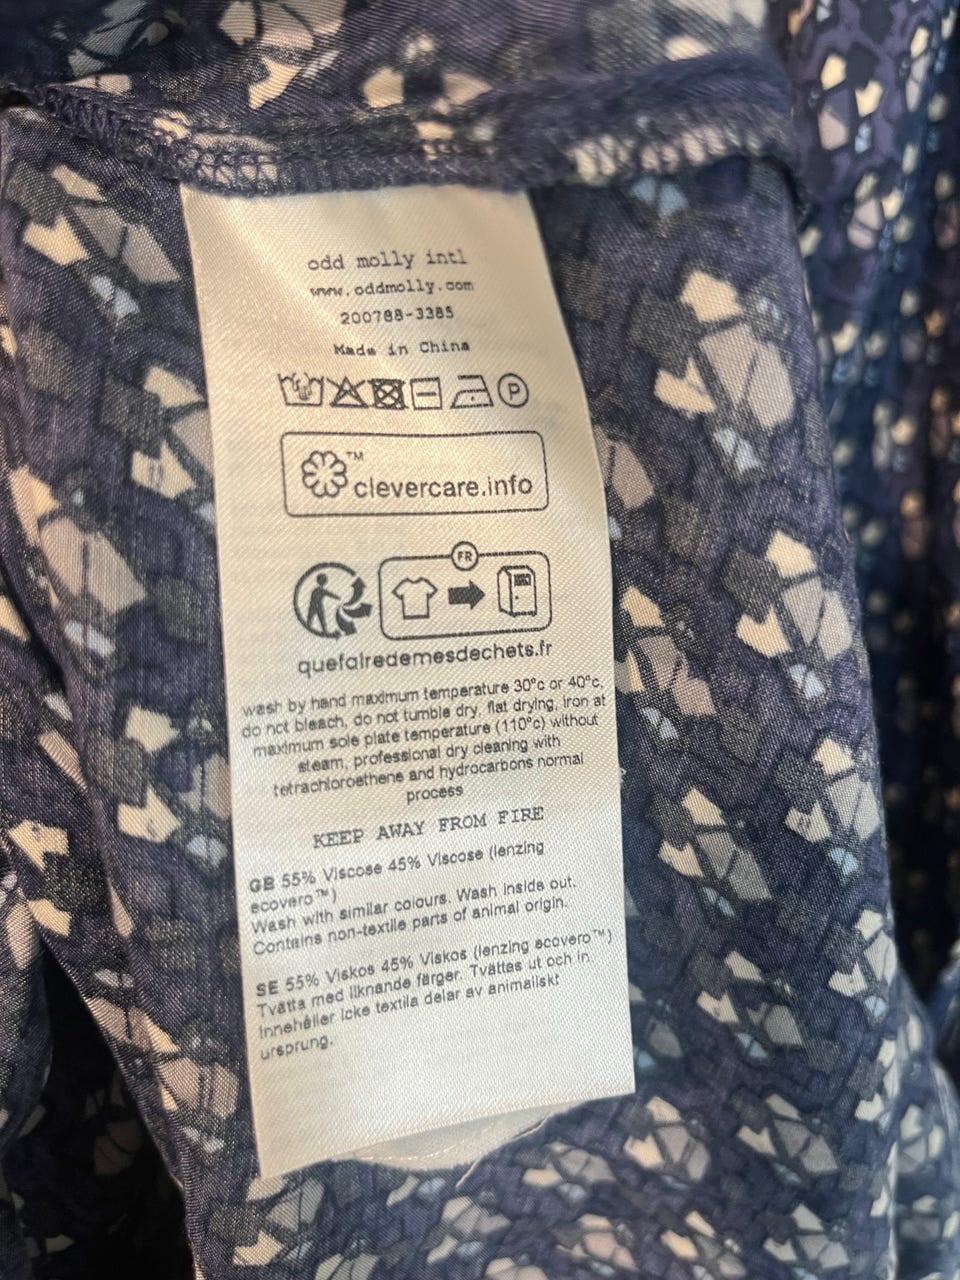 odd molly intl
www.oddmolly.com
200788-3385
Made in China
P
TM
clevercare.info
FR
quefairedemesdechets.fr
wash by hand maximum temperature 30°c or 40°c,
do not bleach, do not tumble dry, flat drying, iron at
maximum sole plate temperature (110°c) without
steam, professional dry cleaning with
tetrachloroethene and hydrocarbons normal
process
KEEP AWAY FROM FIRE
GB 55% Viscose 45% Viscose (lenzing
ecovero™)
Wash with similar colours. Wash inside out.
Contains non-textile parts of animal origin.
SE 55% Viskos 45% Viskos (lenzing ecovero™)
Tvätta med liknande färger. Tvättas ut och in.
Innehåller icke textila delar av animaliskt
ursprung.